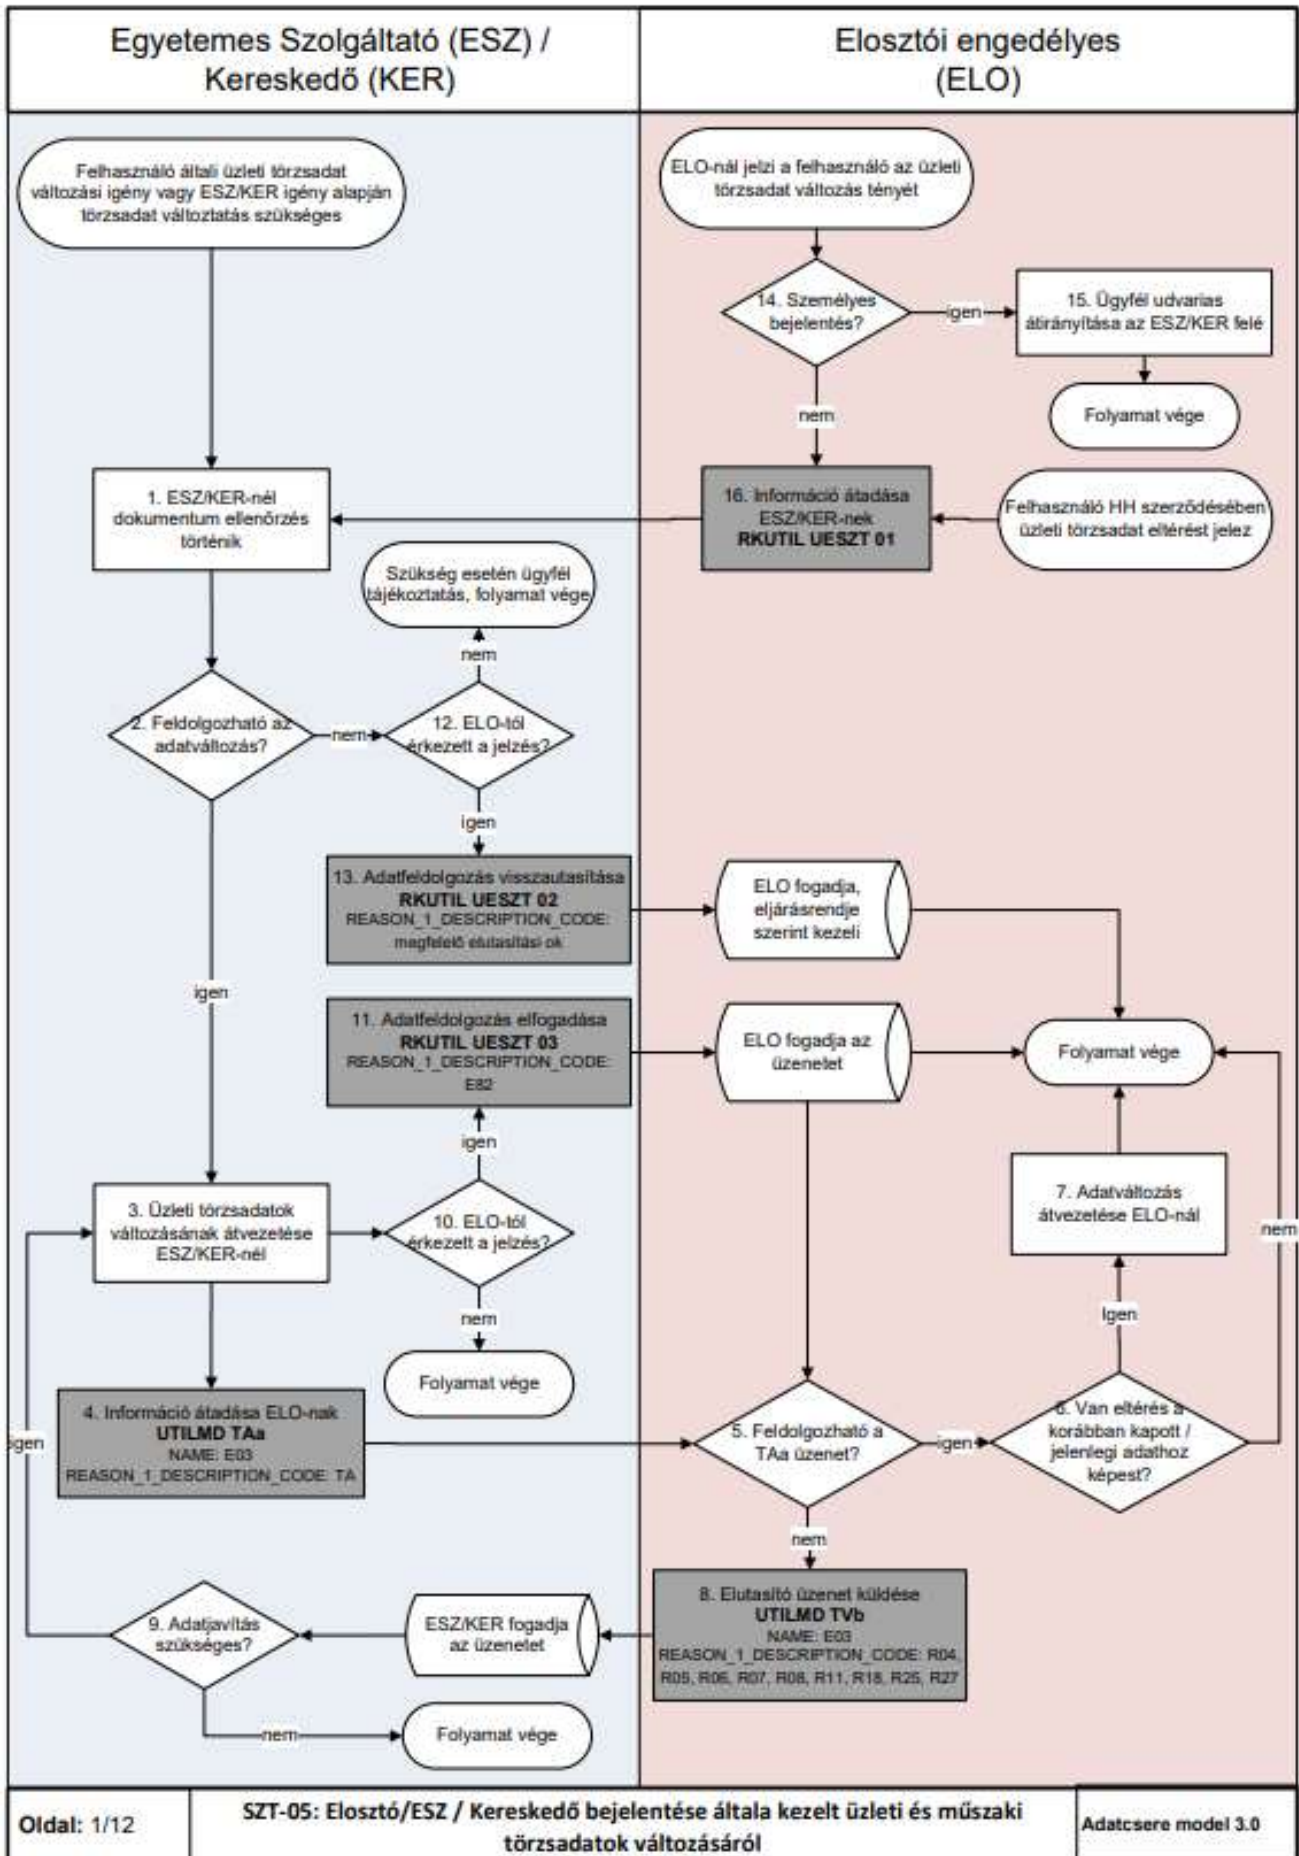 Egyetemes Szolgáltató (ESZ) /
Kereskedő (KER)
Elosztói engedélyes
(ELO)
Felhasználó általi üzleti törzsadat
változási igény vagy ESZ/KER igény alapján
törzsadat változtatás szükséges
ELO-nál jelzi a felhasználó az üzleti
törzsadat változás tényét
14. Személyes
bejelentés?
igen
15. Ügyfél udvarias
átirányítása az ESZ/KER felé
nem
Folyamat vége
1. ESZ/KER-nél
dokumentum ellenőrzés
történik
16. Információ átadása
ESZ/KER-nek
RKUTIL UESZT 01
Felhasználó HH szerződésében
üzleti törzsadat eltérést jelez
Szükség esetén ügyfél
tájékoztatás, folyamat vége
nem
2. Feldolgozható az
adatváltozás?
nem
12. ELO-tól
érkezett a jelzés?
igen
13. Adatfeldolgozás visszautasítása
RKUTIL UESZT 02
REASON_1_DESCRIPTION_CODE:
megfelelő elutasítási ok
ELO fogadja,
eljárásrendje
szerint kezeli
igen
11. Adatfeldolgozás elfogadása
RKUTIL UESZT 03
REASON_1_DESCRIPTION_CODE:
E82
ELO fogadja az
üzenetet
Folyamat vége
igen
3. Üzleti törzsadatok
változásának átvezetése
ESZ/KER-nél
10. ELO-tól
érkezett a jelzés?
7. Adatváltozás
átvezetése ELO-nál
nem
nem
Igen
Folyamat vége
4. Információ átadása ELO-nak
UTILMD TAa
NAME: E03
REASON_1_DESCRIPTION_CODE: TA
igen
5. Feldolgozható a
TAa üzenet?
igen
6. Van eltérés a
korábban kapott /
jelenlegi adathoz
képest?
nem
8. Elutasító üzenet küldése
UTILMD TVb
NAME: E03
REASON_1_DESCRIPTION_CODE: R04,
R05, R06, R07, R08, R11, R18, R25, R27
9. Adatjavítás
szükséges?
ESZ/KER fogadja
az üzenetet
nem
Folyamat vége
Oldal: 1/12
SZT-05: Elosztó/ESZ / Kereskedő bejelentése általa kezelt üzleti és műszaki
törzsadatok változásáról
Adatcsere model 3.0